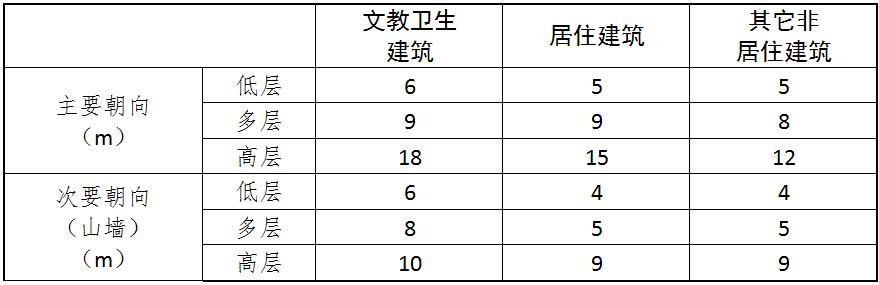 文教卫生
建筑
居住建筑
其它非
居住建筑
主要朝向
（m）
低层 6 5 5
多层 9 9 8
高层 18 15 12
次要朝向
（山墙）
（m）
低层 6 4 4
多层 8 5 5
高层 10 9 9